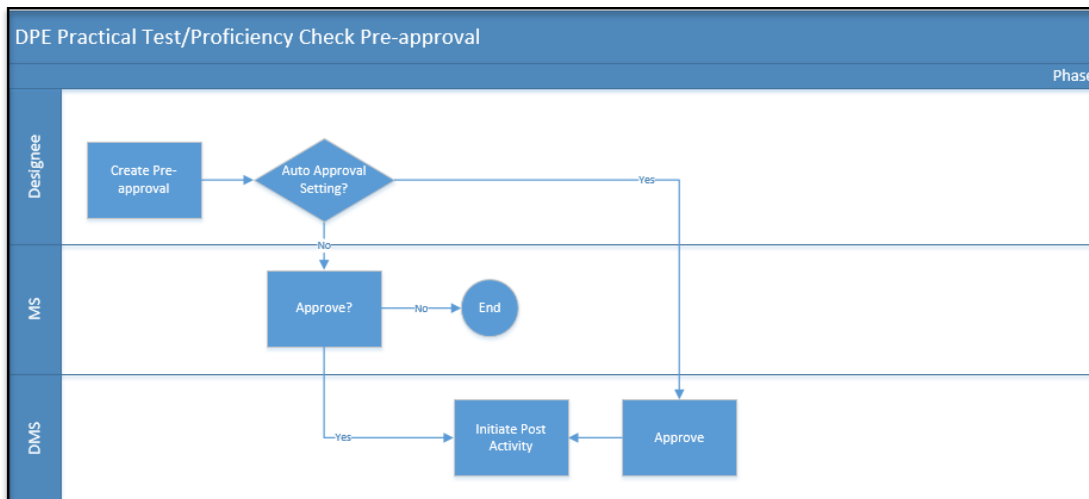 DPE Practical Test/Proficiency Check Pre-approval
Phase
Designee
Create Pre-
approval
Auto Approval
Setting?
Yes
No
MS
Approve?
No
End
DMS
Yes
Initiate Post
Activity
Approve